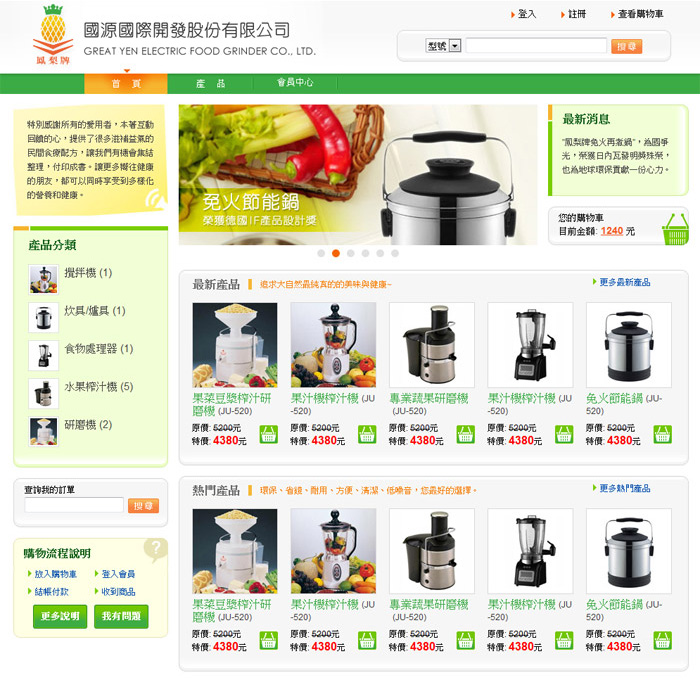 國源國際開發股份有限公司
GREAT YEN ELECTRIC FOOD GRINDER CO., LTD.
鳳梨牌
登入
註冊
查看購物車
型號
搜尋
首 頁
產 品
會員中心
特別感謝所有的愛用者，本著互動
回饋的心，提供了很多滋補益氣的
民間食療配方，讓我們有機會集結
整理，付印成書。讓更多嚮往健康
的朋友，都可以同時享受到多樣化
的營養和健康。
免火節能鍋
榮獲德國IF產品設計獎
最新消息
"鳳梨牌免火再煮鍋"，為國爭
光，榮獲日內瓦發明獎殊榮，
也為地球環保貢獻一份心力。
您的購物車
目前金額: 1240 元
產品分類
攪拌機 (1)
炊具/爐具 (1)
食物處理器 (1)
水果榨汁機 (5)
研磨機 (2)
查詢我的訂單
搜尋
購物流程說明
?
放入購物車
登入會員
結帳付款
收到商品
更多說明
我有問題
最新產品
追求大自然最純真的的美味與健康~
更多最新產品
果菜豆漿榨汁研
磨機 (JU-520)
原價: 5200元
特價: 4380元
果汁機榨汁機 (JU
-520)
原價: 5200元
特價: 4380元
專業蔬果研磨機
(JU-520)
原價: 5200元
特價: 4380元
果汁機榨汁機 (JU
-520)
原價: 5200元
特價: 4380元
免火節能鍋 (JU-
520)
原價: 5200元
特價: 4380元
熱門產品
環保、省錢、耐用、方便、清潔、低噪音，您最好的選擇。
更多熱門產品
果菜豆漿榨汁研
磨機 (JU-520)
原價: 5200元
特價: 4380元
果汁機榨汁機 (JU
-520)
原價: 5200元
特價: 4380元
專業蔬果研磨機
(JU-520)
原價: 5200元
特價: 4380元
果汁機榨汁機 (JU
-520)
原價: 5200元
特價: 4380元
免火節能鍋 (JU-
520)
原價: 5200元
特價: 4380元